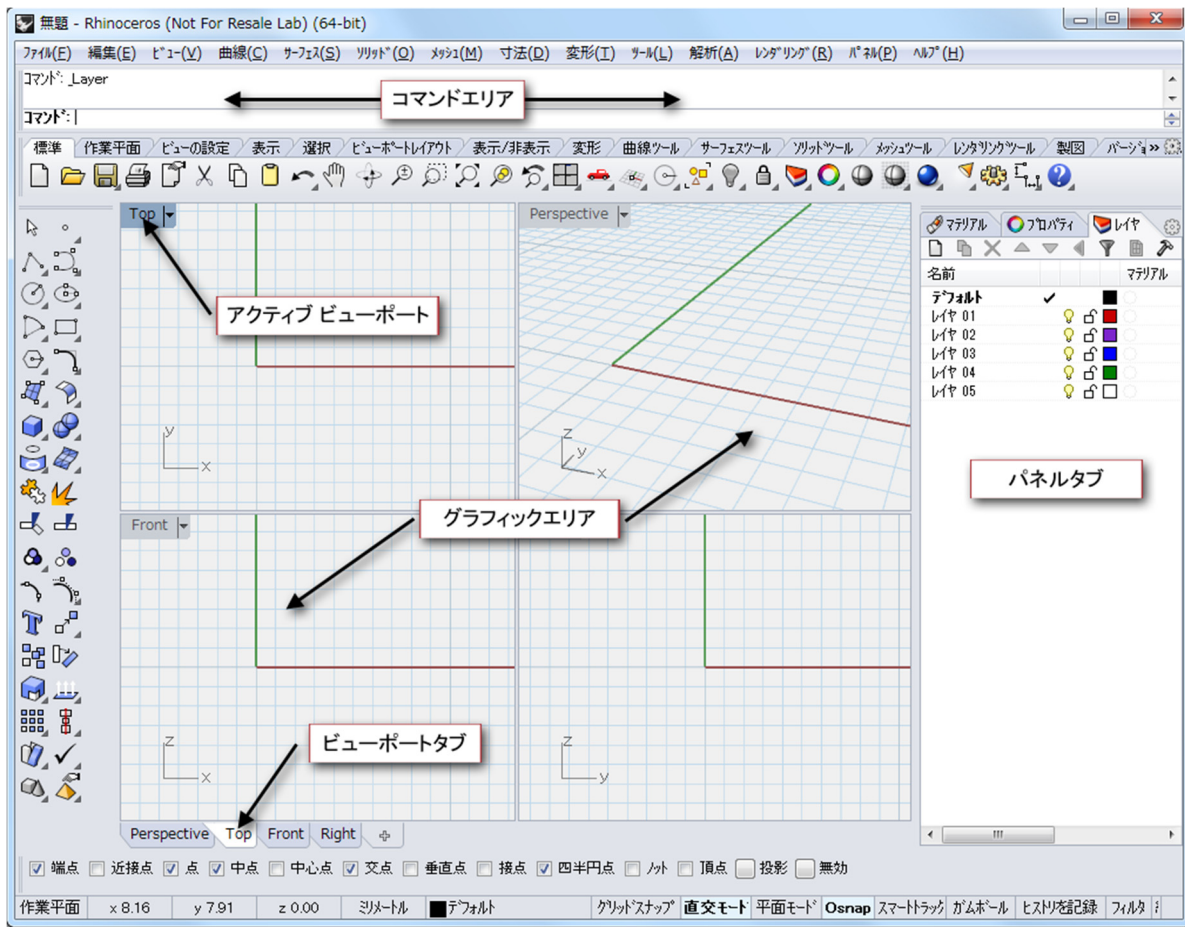 無題 - Rhinoceros (Not For Resale Lab) (64-bit)
ﾌｧｲﾙ(F) 編集(E) ﾋﾞｭｰ(V) 曲線(C) ｻｰﾌｪｽ(S) ｿﾘｯﾄﾞ(O) ﾒｯｼｭ(M) 寸法(D) 変形(T) ﾂｰﾙ(L) 解析(A) ﾚﾝﾀﾞﾘﾝｸﾞ(R) ﾊﾟﾈﾙ(P) ﾍﾙﾌﾟ(H)
ｺﾏﾝﾄﾞ: _Layer
コマンドエリア
ｺﾏﾝﾄﾞ:
標準 作業平面 ﾋﾞｭｰの設定 表示 選択 ﾋﾞｭｰﾎﾟｰﾄﾚｲｱｳﾄ 表示/非表示 変形 曲線ﾂｰﾙ ｻｰﾌｪｽﾂｰﾙ ｿﾘｯﾄﾞﾂｰﾙ ﾒｯｼｭﾂｰﾙ ﾚﾝﾀﾞﾘﾝｸﾞﾂｰﾙ 製図
Top
Perspective
ﾏﾃﾘｱﾙ ﾌﾟﾛﾊﾟﾃｨ ﾚｲﾔ
名前 ﾏﾃﾘｱﾙ
ﾃﾞﾌｫﾙﾄ
ﾚｲﾔ 01
ﾚｲﾔ 02
ﾚｲﾔ 03
ﾚｲﾔ 04
ﾚｲﾔ 05
アクティブ ビューポート
y
x
z
y
x
パネルタブ
グラフィックエリア
Front
ビューポートタブ
z
x
z
y
Perspective Top Front Right
端点 近接点 点 中点 中心点 交点 垂直点 接点 四半円点 ﾉｯﾄ 頂点 投影 無効
作業平面 x 8.16 y 7.91 z 0.00 ﾐﾘﾒｰﾄﾙ ﾃﾞﾌｫﾙﾄ ｸﾞﾘｯﾄﾞｽﾅｯﾌﾟ 直交ﾓｰﾄﾞ 平面ﾓｰﾄﾞ Osnap ｽﾏｰﾄﾄﾗｯｸ ｶﾞﾑﾎﾞｰﾙ ﾋｽﾄﾘを記録 ﾌｨﾙﾀ